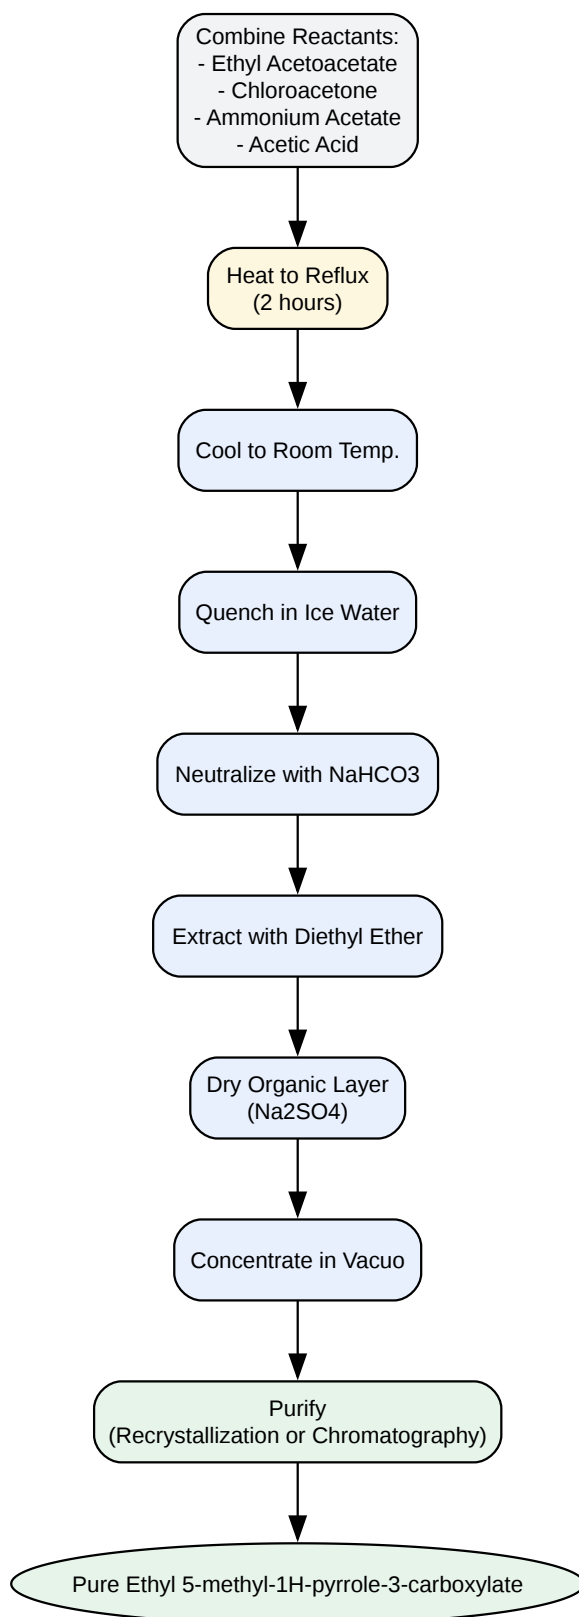 Combine Reactants:
- Ethyl Acetoacetate
- Chloroacetone
- Ammonium Acetate
- Acetic Acid
Heat to Reflux
(2 hours)
Cool to Room Temp.
Quench in Ice Water
Neutralize with NaHCO3
Extract with Diethyl Ether
Dry Organic Layer
(Na2SO4)
Concentrate in Vacuo
Purify
(Recrystallization or Chromatography)
Pure Ethyl 5-methyl-1H-pyrrole-3-carboxylate